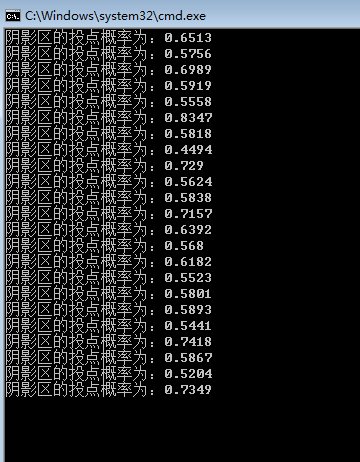 C:\Windows\system32\cmd.exe
阴影区的投点概率为：0.6513
阴影区的投点概率为：0.5756
阴影区的投点概率为：0.6989
阴影区的投点概率为：0.5919
阴影区的投点概率为：0.5558
阴影区的投点概率为：0.8347
阴影区的投点概率为：0.5818
阴影区的投点概率为：0.4494
阴影区的投点概率为：0.729
阴影区的投点概率为：0.5624
阴影区的投点概率为：0.5838
阴影区的投点概率为：0.7157
阴影区的投点概率为：0.6392
阴影区的投点概率为：0.568
阴影区的投点概率为：0.6182
阴影区的投点概率为：0.5523
阴影区的投点概率为：0.5801
阴影区的投点概率为：0.5893
阴影区的投点概率为：0.5441
阴影区的投点概率为：0.7418
阴影区的投点概率为：0.5867
阴影区的投点概率为：0.5204
阴影区的投点概率为：0.7349